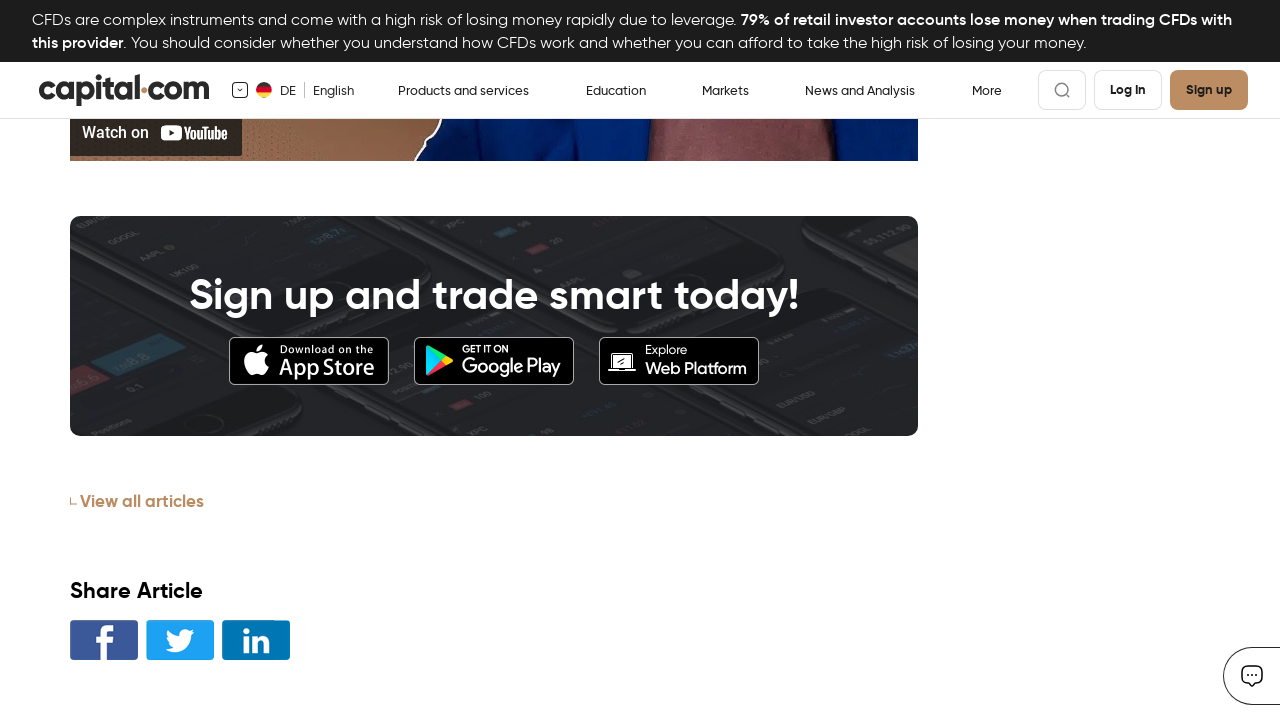 CFDs are complex instruments and come with a high risk of losing money rapidly due to leverage. 79% of retail investor accounts lose money when trading CFDs with
this provider. You should consider whether you understand how CFDs work and whether you can afford to take the high risk of losing your money.
capital.com DE English Products and services Education Markets News and Analysis More Log In Sign up
Watch on YouTube
Sign up and trade smart today!
Download on the App Store
GET IT ON Google Play
Explore Web Platform
View all articles
Share Article